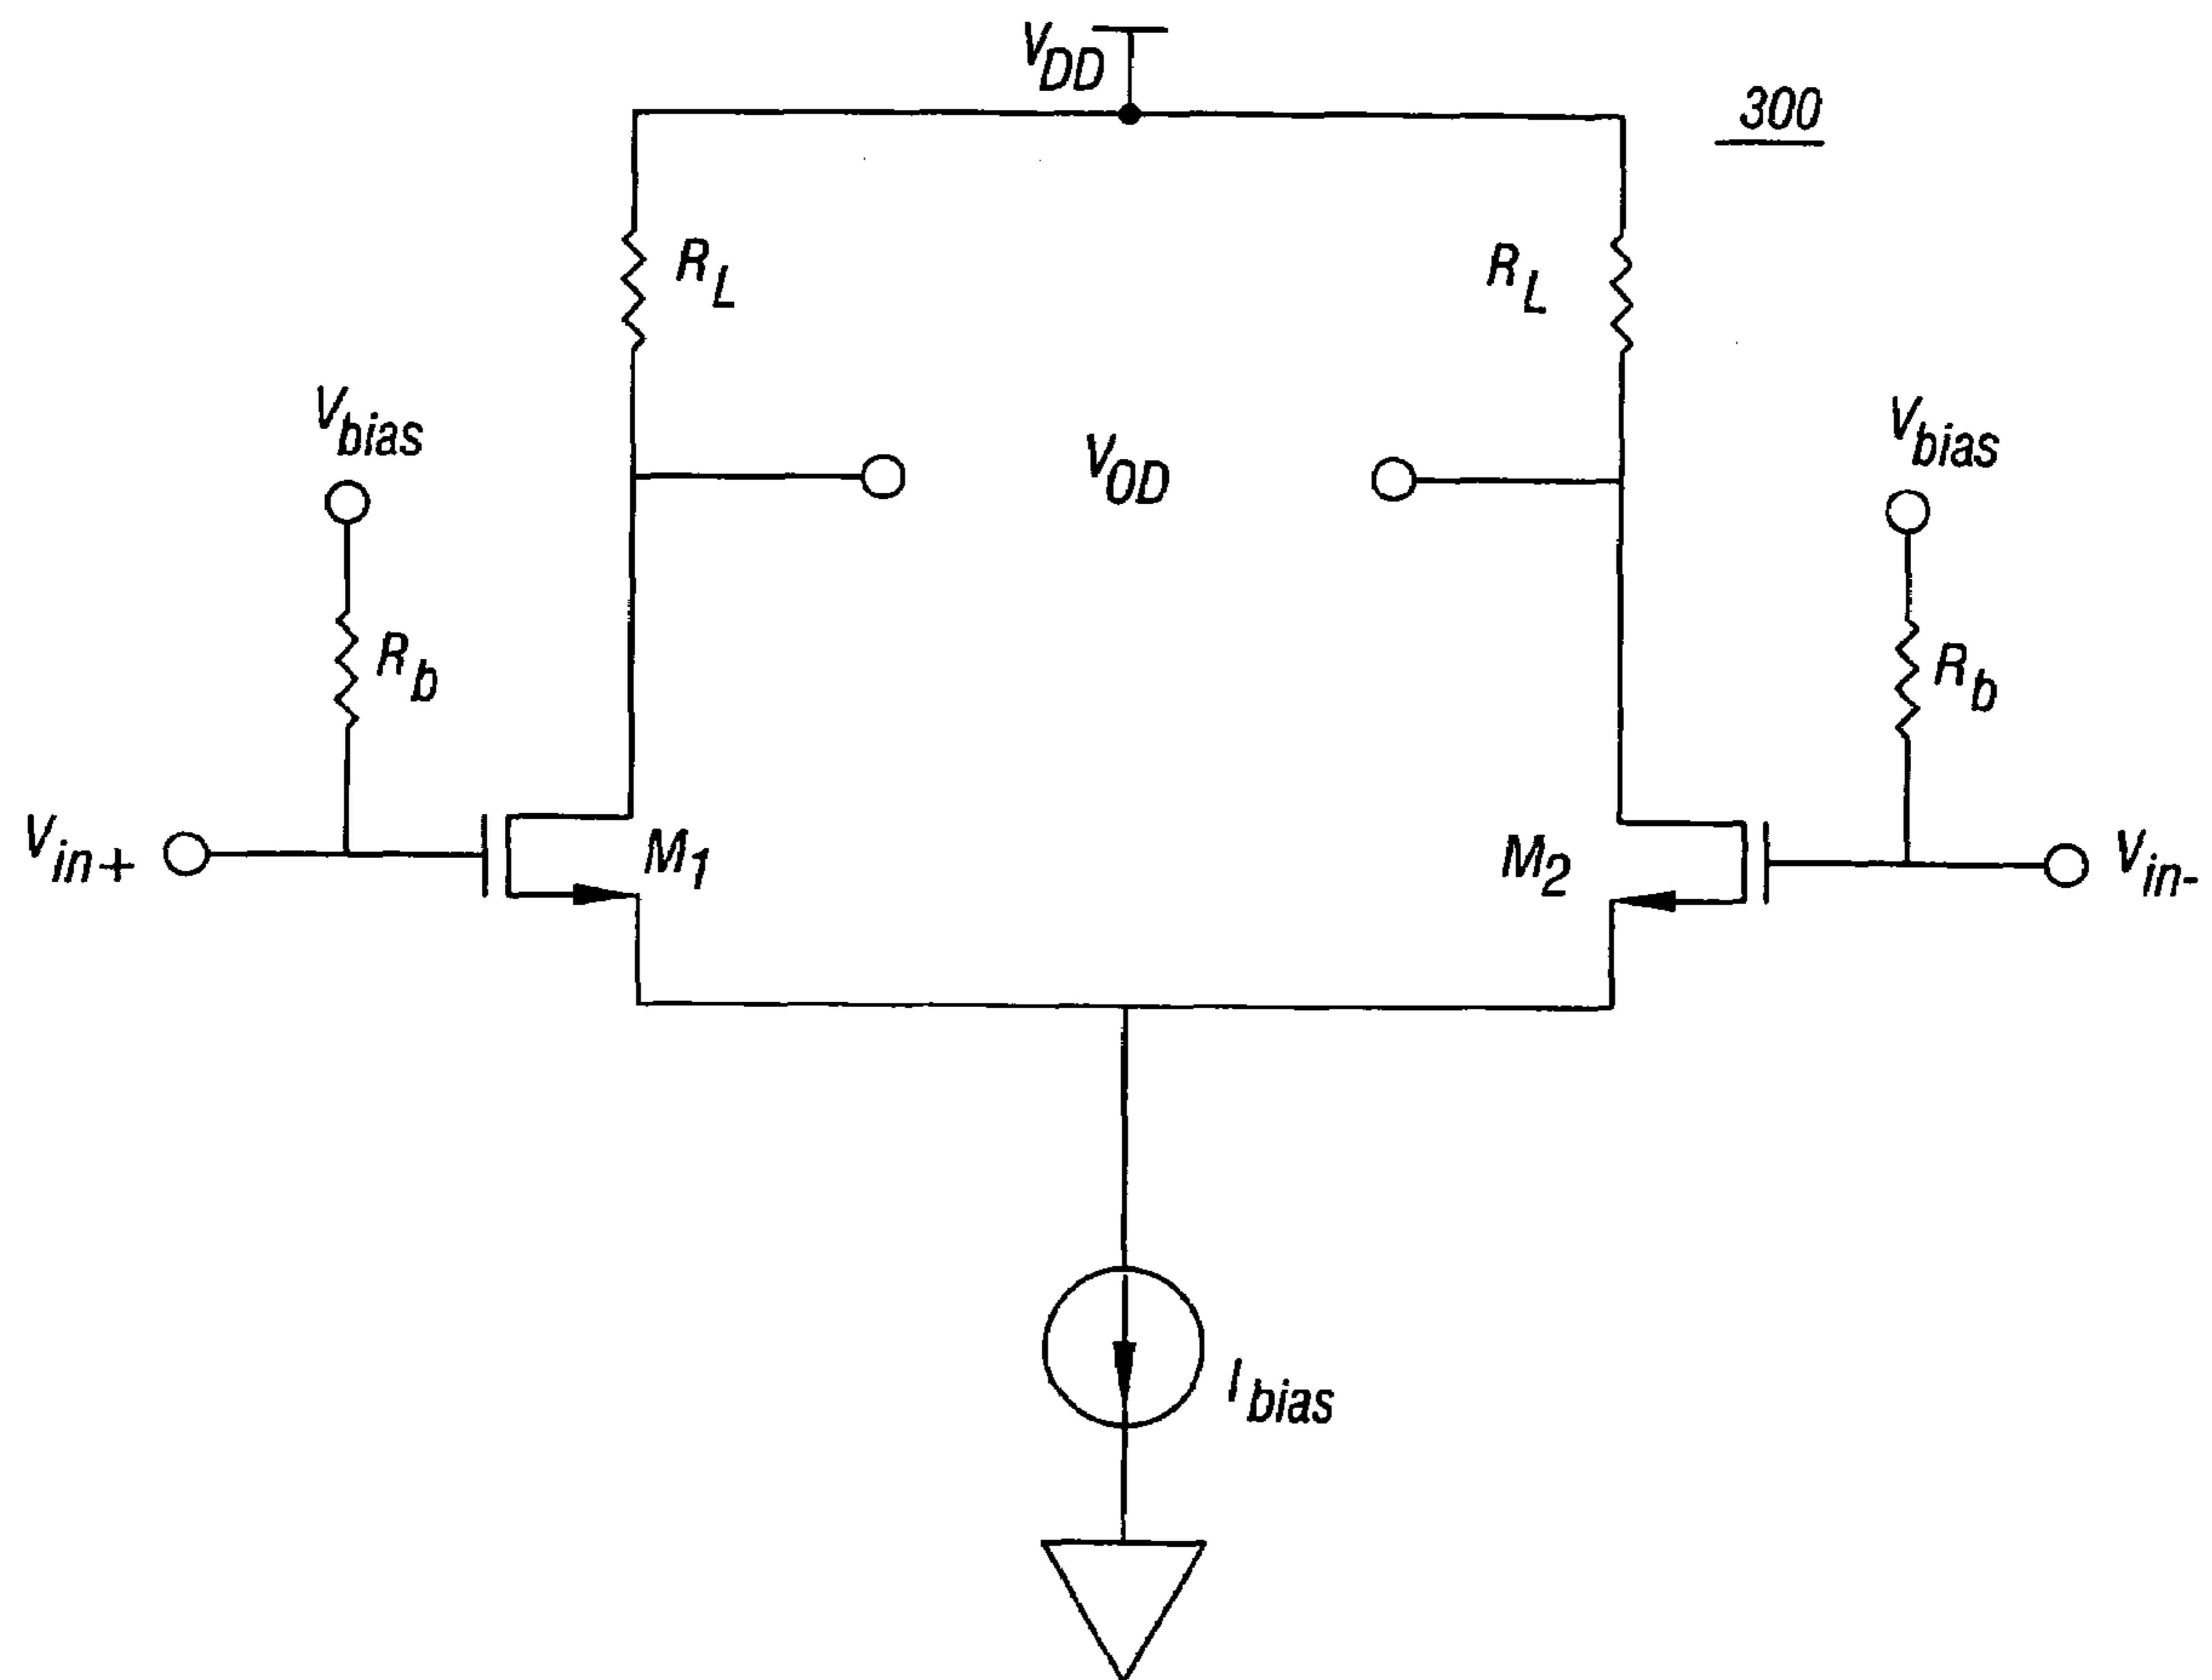 V_DD
300
R_L
R_L
V_bias
V_OD
V_bias
R_b
R_b
V_in+
M_1
M_2
V_in-
I_bias